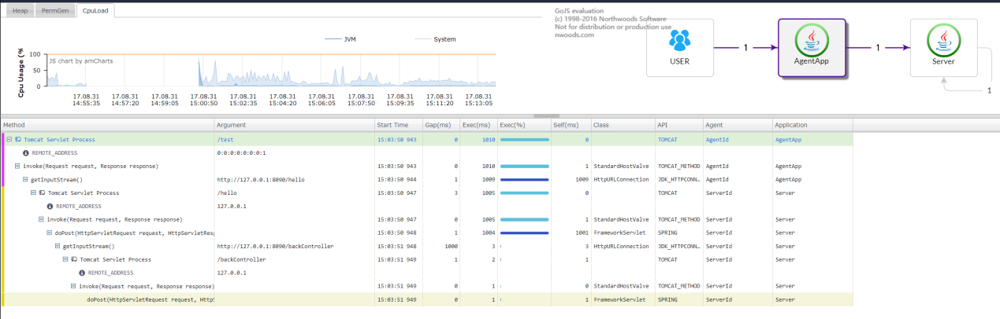 Heap PermGen CpuLoad
GoJS evaluation
(c) 1998-2016 Northwoods Software
Not for distribution or production use
nwoods.com
JVM System
Cpu Usage (%
100
50
0
JS chart by amCharts
17.08.31 17.08.31 17.08.31 17.08.31 17.08.31 17.08.31 17.08.31 17.08.31 17.08.31 17.08.31 17.08.31
14:55:35 14:57:20 14:59:05 15:00:50 15:02:35 15:04:20 15:06:05 15:07:50 15:09:35 15:11:20 15:13:05
USER 1 AgentApp 1 Server
1
Method Argument Start Time Gap(ms) Exec(ms) Exec(%) Self(ms) Class API Agent Application
Tomcat Servlet Process /test 15:03:50 943 0 1010 0 TOMCAT AgentId AgentApp
REMOTE_ADDRESS 0:0:0:0:0:0:0:1
invoke(Request request, Response response) 15:03:50 943 0 1010 1 StandardHostValve TOMCAT_METHOD AgentId AgentApp
getInputStream() http://127.0.0.1:8090/hello 15:03:50 944 1 1009 1009 HttpURLConnection JDK_HTTPCONN… AgentId AgentApp
Tomcat Servlet Process /hello 15:03:50 947 3 1005 0 TOMCAT ServerId Server
REMOTE_ADDRESS 127.0.0.1
invoke(Request request, Response response) 15:03:50 947 0 1005 1 StandardHostValve TOMCAT_METHOD ServerId Server
doPost(HttpServletRequest request, HttpServletRes 15:03:50 948 1 1004 1001 FrameworkServlet SPRING ServerId Server
getInputStream() http://127.0.0.1:8090/backController 15:03:51 948 1000 3 3 HttpURLConnection JDK_HTTPCONN… ServerId Server
Tomcat Servlet Process /backController 15:03:51 949 1 2 1 TOMCAT ServerId Server
REMOTE_ADDRESS 127.0.0.1
invoke(Request request, Response response) 15:03:51 949 0 1 0 StandardHostValve TOMCAT_METHOD ServerId Server
doPost(HttpServletRequest request, HttpS 15:03:51 949 0 1 1 FrameworkServlet SPRING ServerId Server